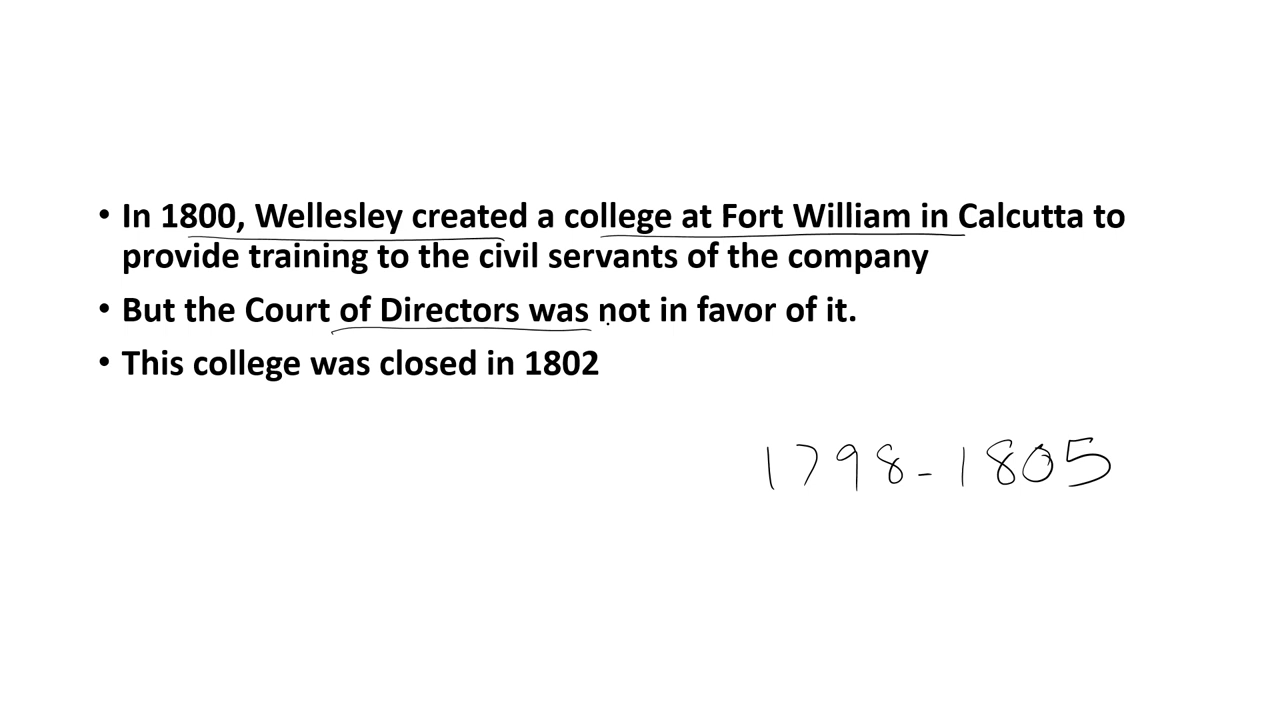 • In 1800, Wellesley created a college at Fort William in Calcutta to
provide training to the civil servants of the company
• But the Court of Directors was not in favor of it.
• This college was closed in 1802
1798-1805